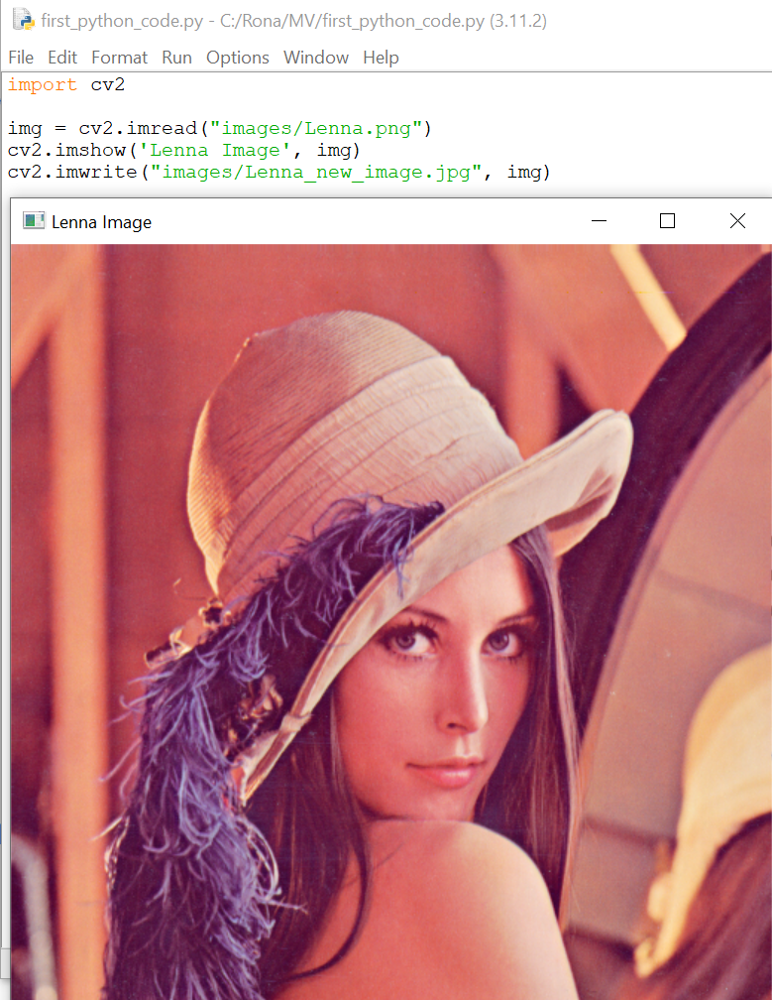 first_python_code.py - C:/Rona/MV/first_python_code.py (3.11.2)
File Edit Format Run Options Window Help
import cv2
img = cv2.imread("images/Lenna.png")
cv2.imshow('Lenna Image', img)
cv2.imwrite("images/Lenna_new_image.jpg", img)
Lenna Image